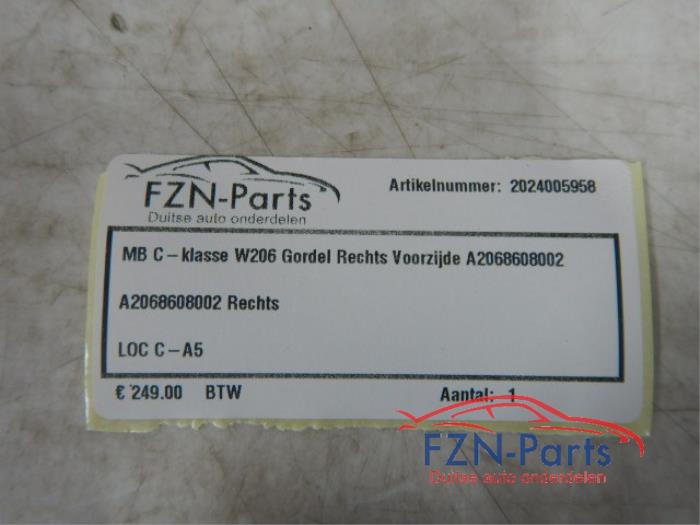 FZN-Parts
Duitse auto onderdelen
Artikelnummer: 2024005958
MB C-klasse W206 Gordel Rechts Voorzijde A2068608002
A2068608002 Rechts
LOC C-A5
€ 249.00 BTW
Aantal: 1
FZN-Parts
Duitse auto onderdelen